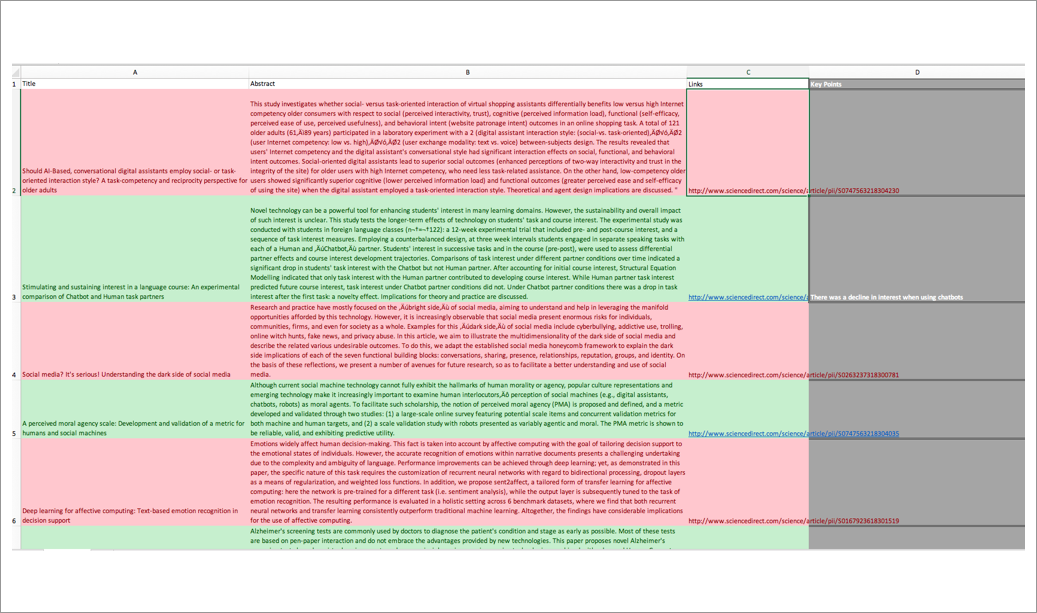 A B C D
1 Title Abstract Links Key Points
This study investigates whether social- versus task-oriented interaction of virtual shopping assistants differentially benefits low versus high Internet
competency older consumers with respect to social (perceived interactivity, trust), cognitive (perceived information load), functional (self-efficacy,
perceived ease of use, perceived usefulness), and behavioral intent (website patronage intent) outcomes in an online shopping task. A total of 121
older adults (61‚Äì89 years) participated in a laboratory experiment with a 2 (digital assistant interaction style: (social-vs. task-oriented)‚ÄØ√ó‚ÄØ2
(user Internet competency: low vs. high)‚ÄØ√ó‚ÄØ2 (user exchange modality: text vs. voice) between-subjects design. The results revealed that
users' Internet competency and the digital assistant's conversational style had significant interaction effects on social, functional, and behavioral
intent outcomes. Social-oriented digital assistants lead to superior social outcomes (enhanced perceptions of two-way interactivity and trust in the
Should AI-Based, conversational digital assistants employ social- or task- integrity of the site) for older users with high Internet competency, who need less task-related assistance. On the other hand, low-competency older
oriented interaction style? A task-competency and reciprocity perspective for users showed significantly superior cognitive (lower perceived information load) and functional outcomes (greater perceived ease and self-efficacy
2 older adults of using the site) when the digital assistant employed a task-oriented interaction style. Theoretical and agent design implications are discussed. " http://www.sciencedirect.com/science/article/pii/S0747563218304230
Novel technology can be a powerful tool for enhancing students' interest in many learning domains. However, the sustainability and overall impact
of such interest is unclear. This study tests the longer-term effects of technology on students' task and course interest. The experimental study was
conducted with students in foreign language classes (n¬†=¬†122): a 12-week experimental trial that included pre- and post-course interest, and a
sequence of task interest measures. Employing a counterbalanced design, at three week intervals students engaged in separate speaking tasks with
each of a Human and ‚ÄúChatbot‚Äù partner. Students' interest in successive tasks and in the course (pre-post), were used to assess differential
partner effects and course interest development trajectories. Comparisons of task interest under different partner conditions over time indicated a
significant drop in students' task interest with the Chatbot but not Human partner. After accounting for initial course interest, Structural Equation
Modelling indicated that only task interest with the Human partner contributed to developing course interest. While Human partner task interest
Stimulating and sustaining interest in a language course: An experimental predicted future course interest, task interest under Chatbot partner conditions did not. Under Chatbot partner conditions there was a drop in task
3 comparison of Chatbot and Human task partners interest after the first task: a novelty effect. Implications for theory and practice are discussed. http://www.sciencedirect.com/science/a There was a decline in interest when using chatbots
Research and practice have mostly focused on the ‚Äúbright side‚Äù of social media, aiming to understand and help in leveraging the manifold
opportunities afforded by this technology. However, it is increasingly observable that social media present enormous risks for individuals,
communities, firms, and even for society as a whole. Examples for this ‚Äúdark side‚Äù of social media include cyberbullying, addictive use, trolling,
online witch hunts, fake news, and privacy abuse. In this article, we aim to illustrate the multidimensionality of the dark side of social media and
describe the related various undesirable outcomes. To do this, we adapt the established social media honeycomb framework to explain the dark
side implications of each of the seven functional building blocks: conversations, sharing, presence, relationships, reputation, groups, and identity. On
the basis of these reflections, we present a number of avenues for future research, so as to facilitate a better understanding and use of social
4 Social media? It's serious! Understanding the dark side of social media media. http://www.sciencedirect.com/science/article/pii/S0263237318300781
Although current social machine technology cannot fully exhibit the hallmarks of human morality or agency, popular culture representations and
emerging technology make it increasingly important to examine human interlocutors‚Äô perception of social machines (e.g., digital assistants,
chatbots, robots) as moral agents. To facilitate such scholarship, the notion of perceived moral agency (PMA) is proposed and defined, and a metric
developed and validated through two studies: (1) a large-scale online survey featuring potential scale items and concurrent validation metrics for
A perceived moral agency scale: Development and validation of a metric for both machine and human targets, and (2) a scale validation study with robots presented as variably agentic and moral. The PMA metric is shown to
5 humans and social machines be reliable, valid, and exhibiting predictive utility. http://www.sciencedirect.com/science/article/pii/S0747563218304035
Emotions widely affect human decision-making. This fact is taken into account by affective computing with the goal of tailoring decision support to
the emotional states of individuals. However, the accurate recognition of emotions within narrative documents presents a challenging undertaking
due to the complexity and ambiguity of language. Performance improvements can be achieved through deep learning; yet, as demonstrated in this
paper, the specific nature of this task requires the customization of recurrent neural networks with regard to bidirectional processing, dropout layers
as a means of regularization, and weighted loss functions. In addition, we propose sent2affect, a tailored form of transfer learning for affective
computing: here the network is pre-trained for a different task (i.e. sentiment analysis), while the output layer is subsequently tuned to the task of
emotion recognition. The resulting performance is evaluated in a holistic setting across 6 benchmark datasets, where we find that both recurrent
Deep learning for affective computing: Text-based emotion recognition in neural networks and transfer learning consistently outperform traditional machine learning. Altogether, the findings have considerable implications
6 decision support for the use of affective computing. http://www.sciencedirect.com/science/article/pii/S0167923618301519
Alzheimer's screening tests are commonly used by doctors to diagnose the patient's condition and stage as early as possible. Most of these tests
are based on pen-paper interaction and do not embrace the advantages provided by new technologies. This paper proposes novel Alzheimer's